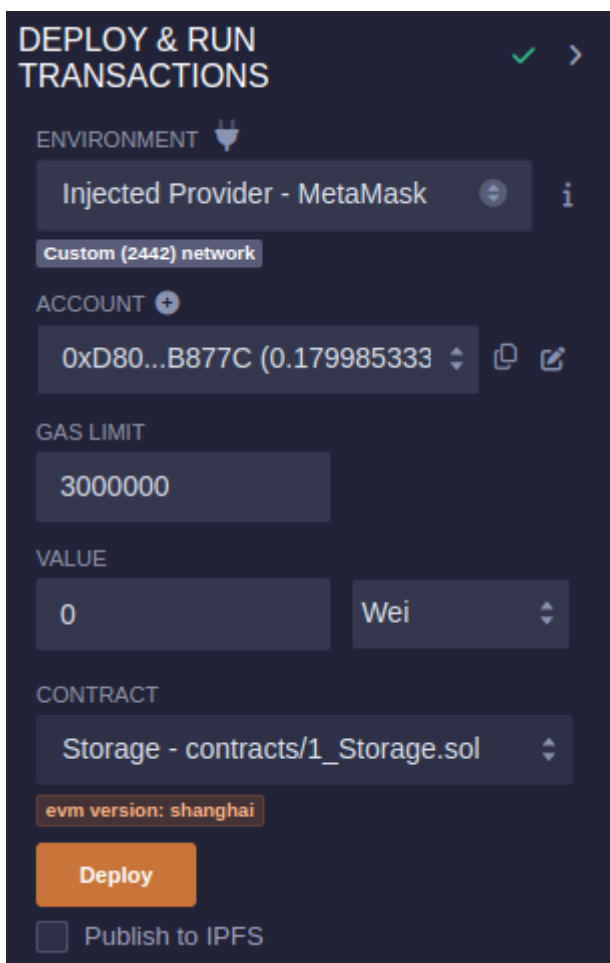 DEPLOY & RUN
TRANSACTIONS
ENVIRONMENT
Injected Provider - MetaMask
i
Custom (2442) network
ACCOUNT
0xD80...B877C (0.179985333
GAS LIMIT
3000000
VALUE
0 Wei
CONTRACT
Storage - contracts/1_Storage.sol
evm version: shanghai
Deploy
Publish to IPFS